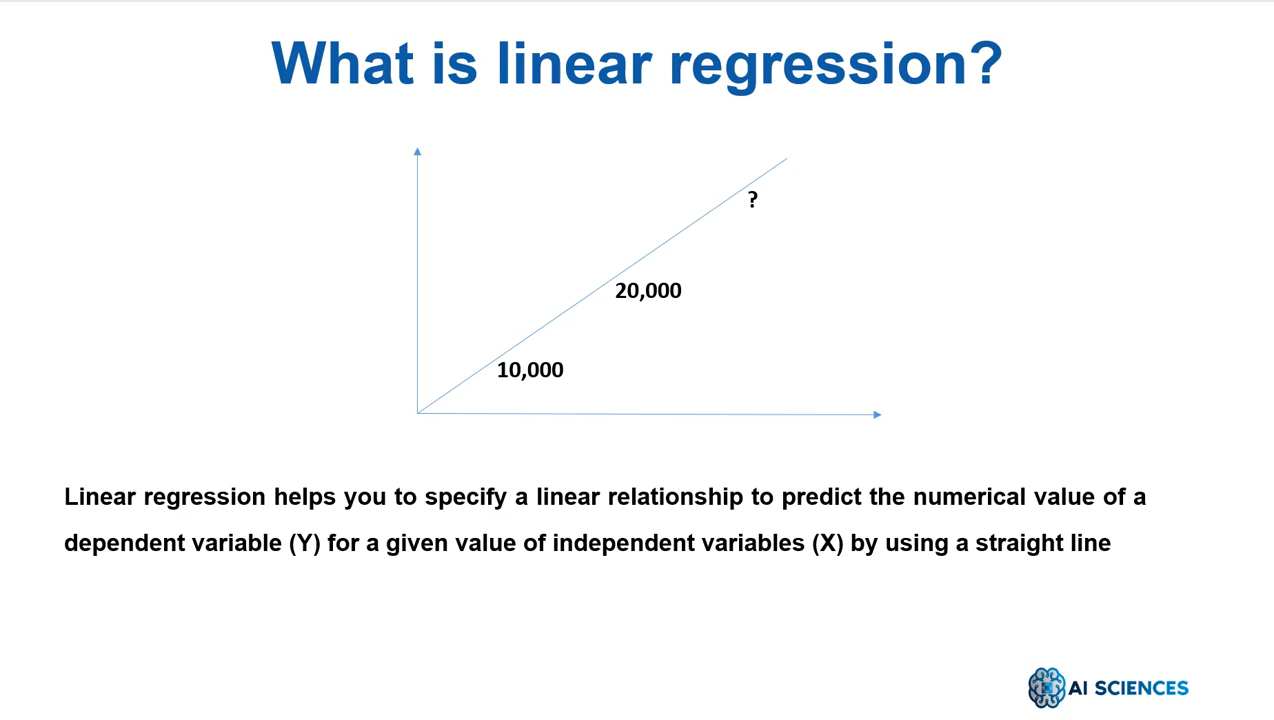 What is linear regression?
?
20,000
10,000
Linear regression helps you to specify a linear relationship to predict the numerical value of a
dependent variable (Y) for a given value of independent variables (X) by using a straight line
AI SCIENCES